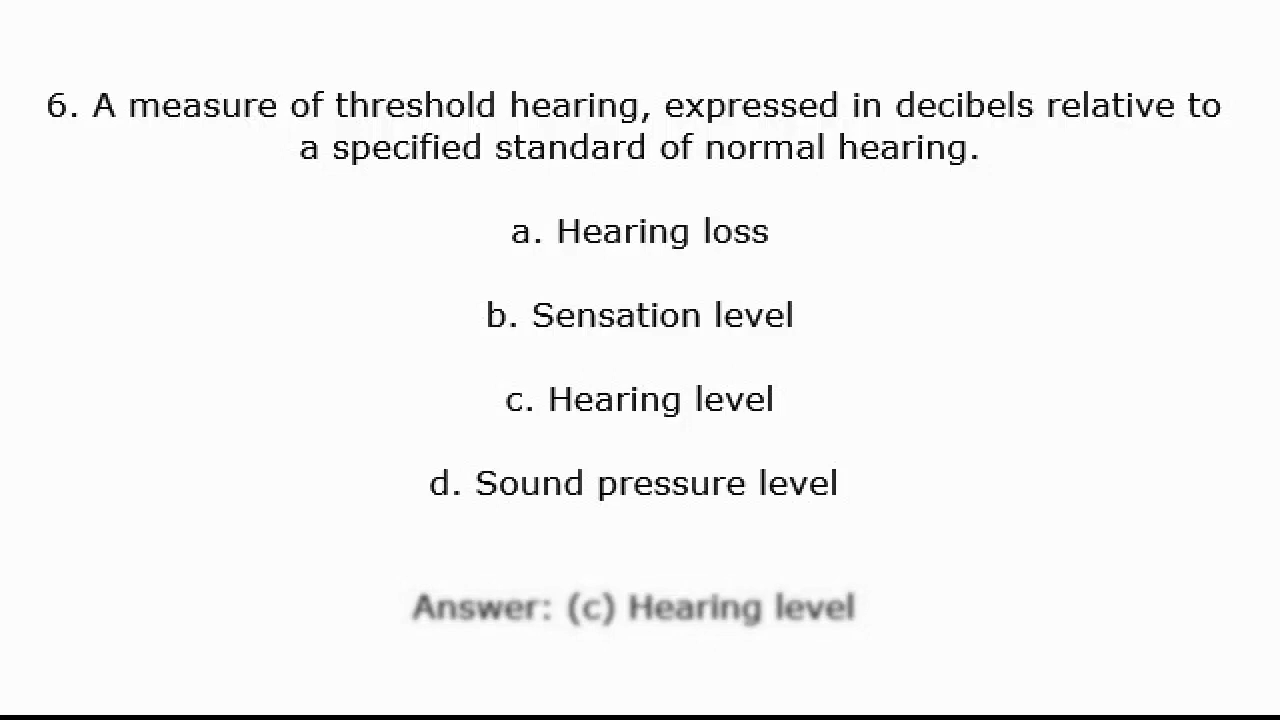 6. A measure of threshold hearing, expressed in decibels relative to
a specified standard of normal hearing.
a. Hearing loss
b. Sensation level
c. Hearing level
d. Sound pressure level
Answer: (c) Hearing level